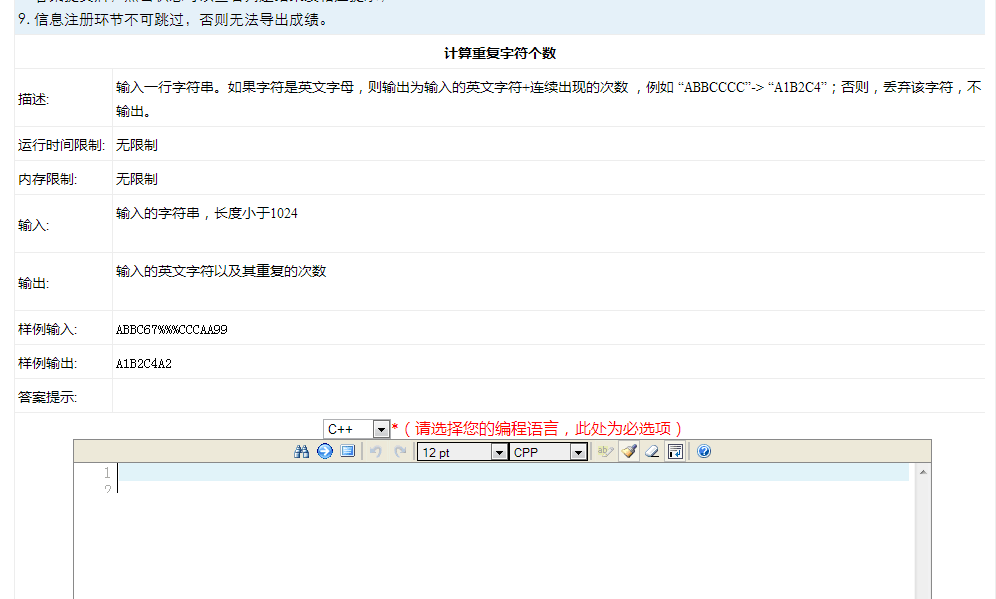 9. 信息注册环节不可跳过，否则无法导出成绩。
计算重复字符个数
描述:
输入一行字符串。如果字符是英文字母，则输出为输入的英文字符+连续出现的次数 ，例如 “ABBCCCC”-> “A1B2C4”；否则，丢弃该字符，不
输出。
运行时间限制: 无限制
内存限制: 无限制
输入: 输入的字符串，长度小于1024
输出: 输入的英文字符以及其重复的次数
样例输入: ABBC67%%%CCCAA99
样例输出: A1B2C4A2
答案提示:
C++ *（请选择您的编程语言，此处为必选项）
12 pt CPP
1
2